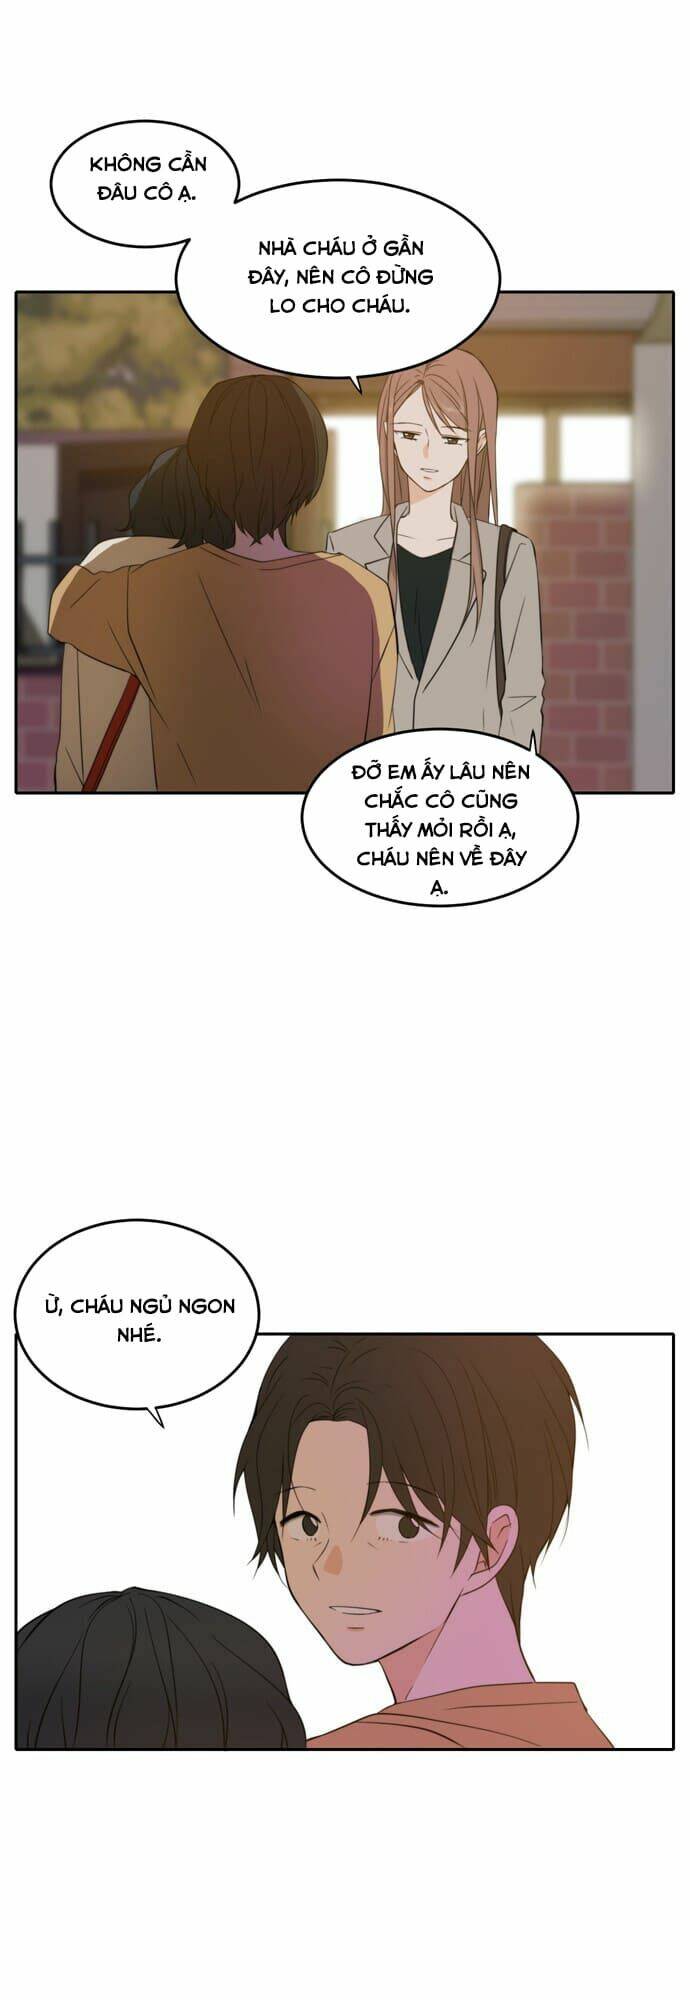 KHÔNG CẦN
ĐÂU CÔ Ạ.
NHÀ CHÁU Ở GẦN
ĐÂY, NÊN CÔ ĐỪNG
LO CHO CHÁU.
ĐỠ EM ẤY LÂU NÊN
CHẮC CÔ CŨNG
THẤY MỎI RỒI Ạ,
CHÁU NÊN VỀ ĐÂY
Ạ.
Ừ, CHÁU NGỦ NGON
NHÉ.